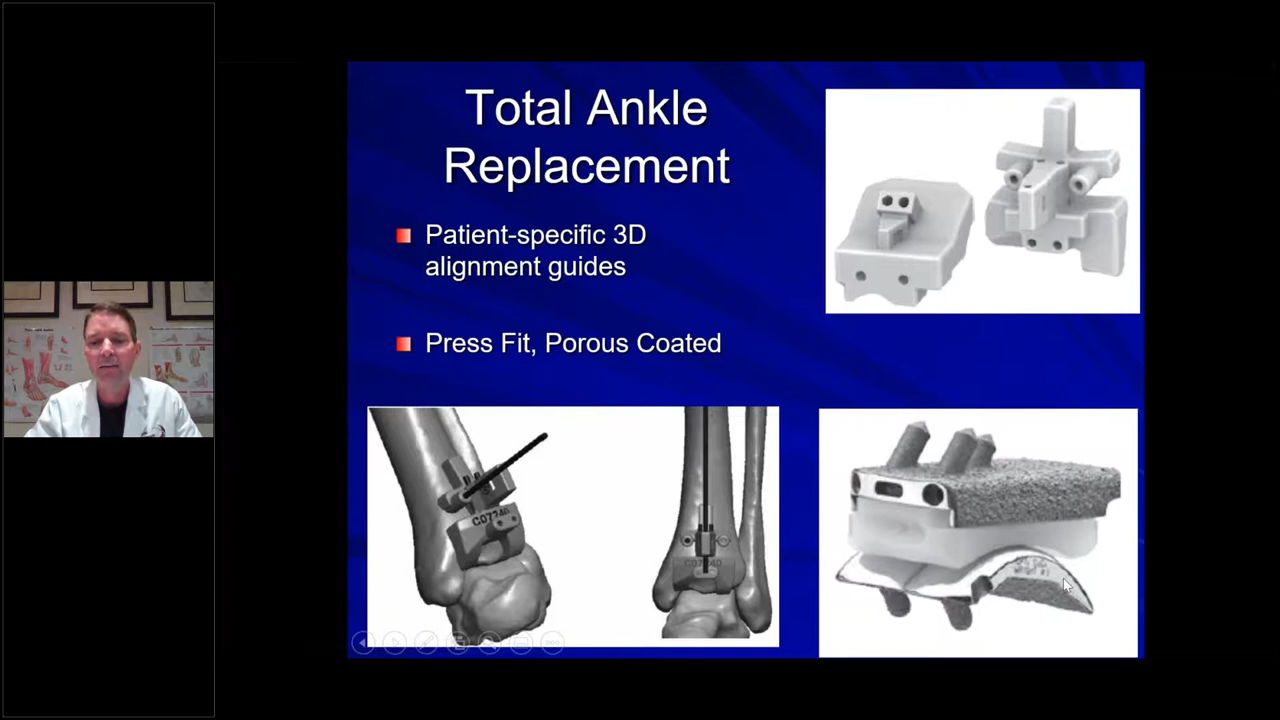 Total Ankle
Replacement
Patient-specific 3D
alignment guides
Press Fit, Porous Coated